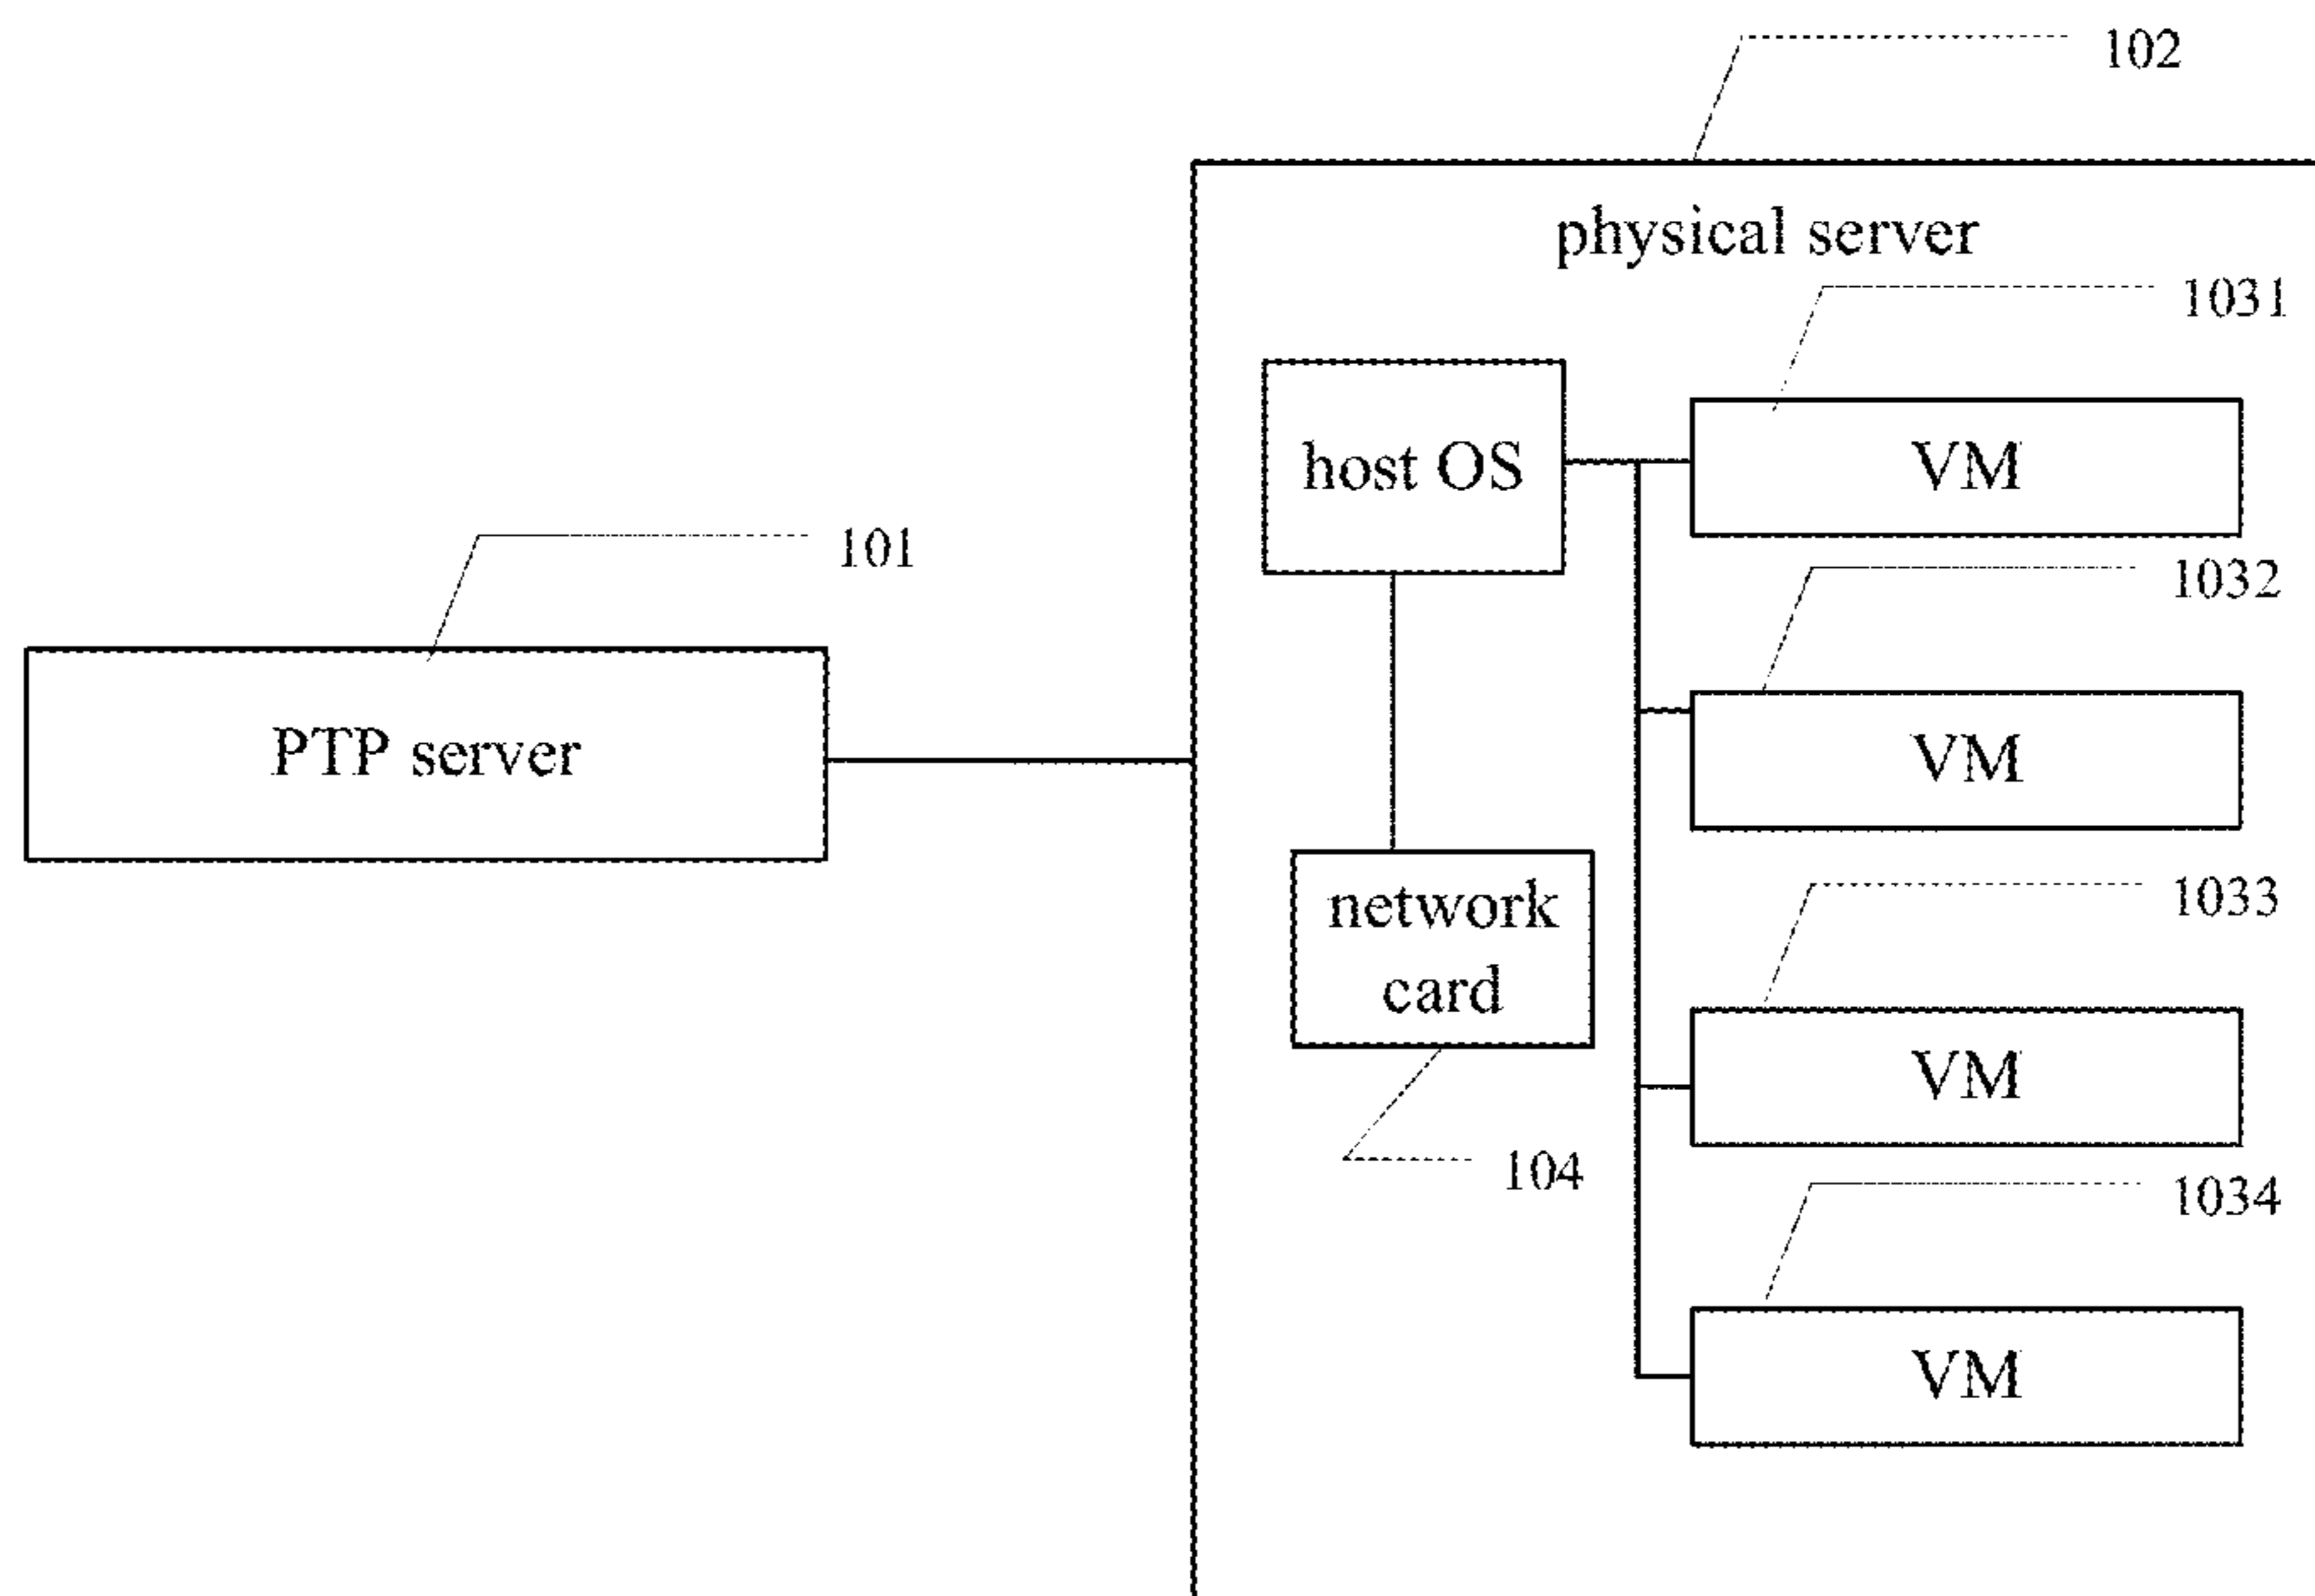 102
physical server
1031
host OS
VM
101
1032
PTP server
VM
network
card
1033
VM
104
1034
VM